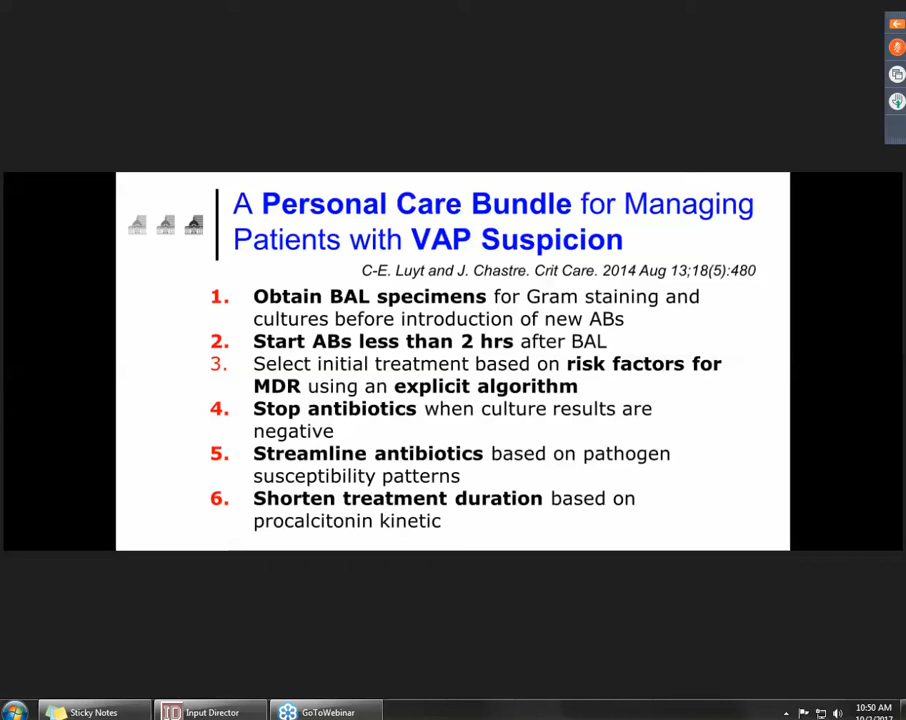 A Personal Care Bundle for Managing
Patients with VAP Suspicion
C-E. Luyt and J. Chastre. Crit Care. 2014 Aug 13;18(5):480
1. Obtain BAL specimens for Gram staining and
cultures before introduction of new ABs
2. Start ABs less than 2 hrs after BAL
3. Select initial treatment based on risk factors for
MDR using an explicit algorithm
4. Stop antibiotics when culture results are
negative
5. Streamline antibiotics based on pathogen
susceptibility patterns
6. Shorten treatment duration based on
procalcitonin kinetic
Sticky Notes
ID Input Director
GoToWebinar
10:50 AM